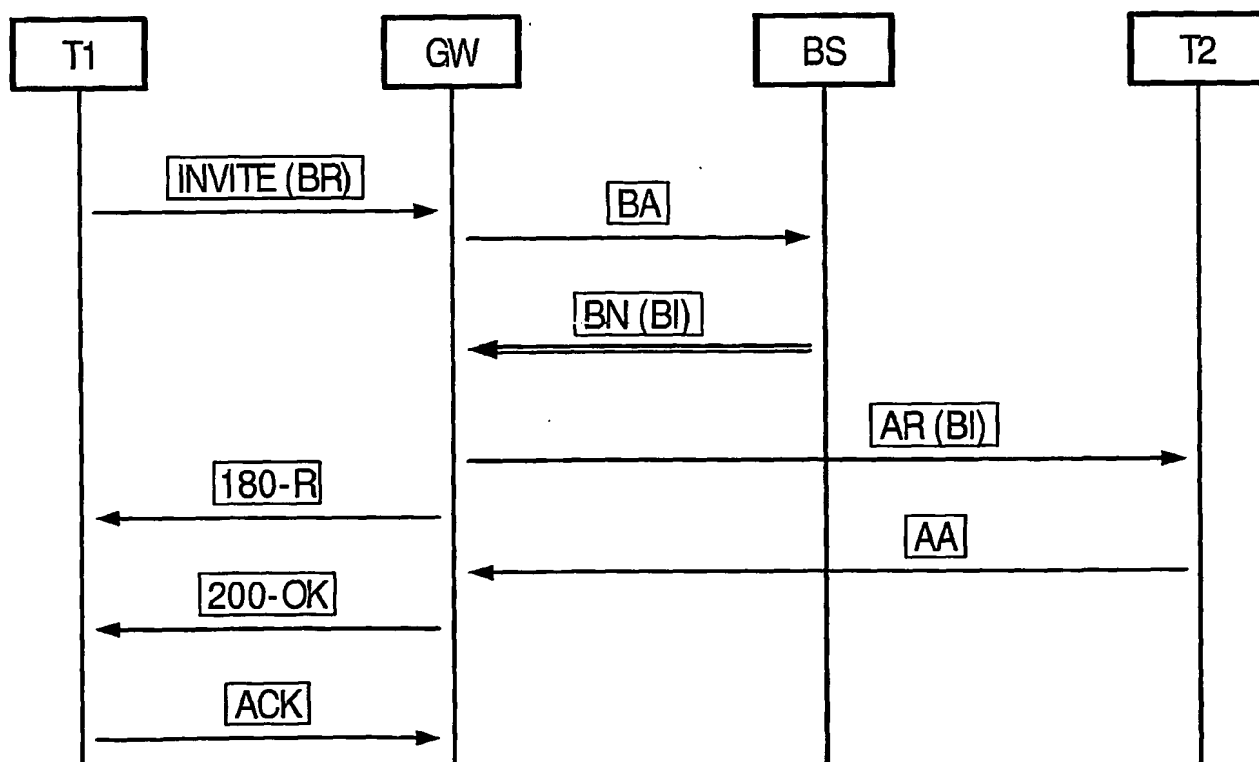 T1 GW BS T2
INVITE (BR)
BA
BN (BI)
AR (BI)
180-R
AA
200-OK
ACK